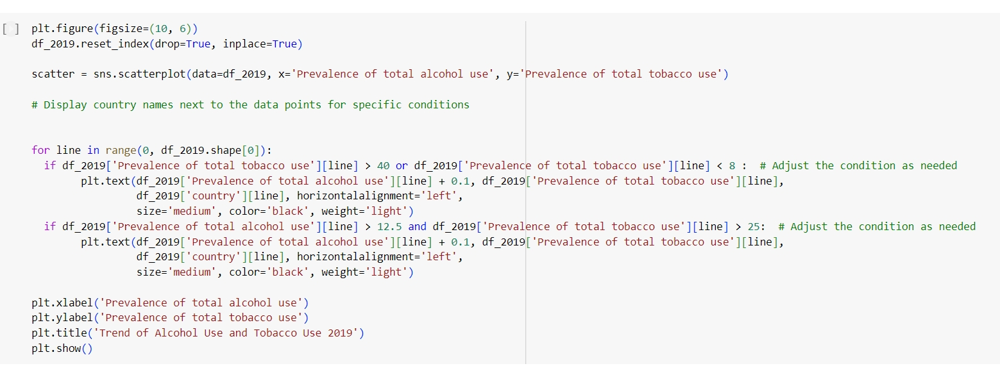 [ ] plt.figure(figsize=(10, 6))
df_2019.reset_index(drop=True, inplace=True)
scatter = sns.scatterplot(data=df_2019, x='Prevalence of total alcohol use', y='Prevalence of total tobacco use')
# Display country names next to the data points for specific conditions
for line in range(0, df_2019.shape[0]):
if df_2019['Prevalence of total tobacco use'][line] > 40 or df_2019['Prevalence of total tobacco use'][line] < 8 :  # Adjust the condition as needed
plt.text(df_2019['Prevalence of total alcohol use'][line] + 0.1, df_2019['Prevalence of total tobacco use'][line],
df_2019['country'][line], horizontalalignment='left',
size='medium', color='black', weight='light')
if df_2019['Prevalence of total alcohol use'][line] > 12.5 and df_2019['Prevalence of total tobacco use'][line] > 25:  # Adjust the condition as needed
plt.text(df_2019['Prevalence of total alcohol use'][line] + 0.1, df_2019['Prevalence of total tobacco use'][line],
df_2019['country'][line], horizontalalignment='left',
size='medium', color='black', weight='light')
plt.xlabel('Prevalence of total alcohol use')
plt.ylabel('Prevalence of total tobacco use')
plt.title('Trend of Alcohol Use and Tobacco Use 2019')
plt.show()